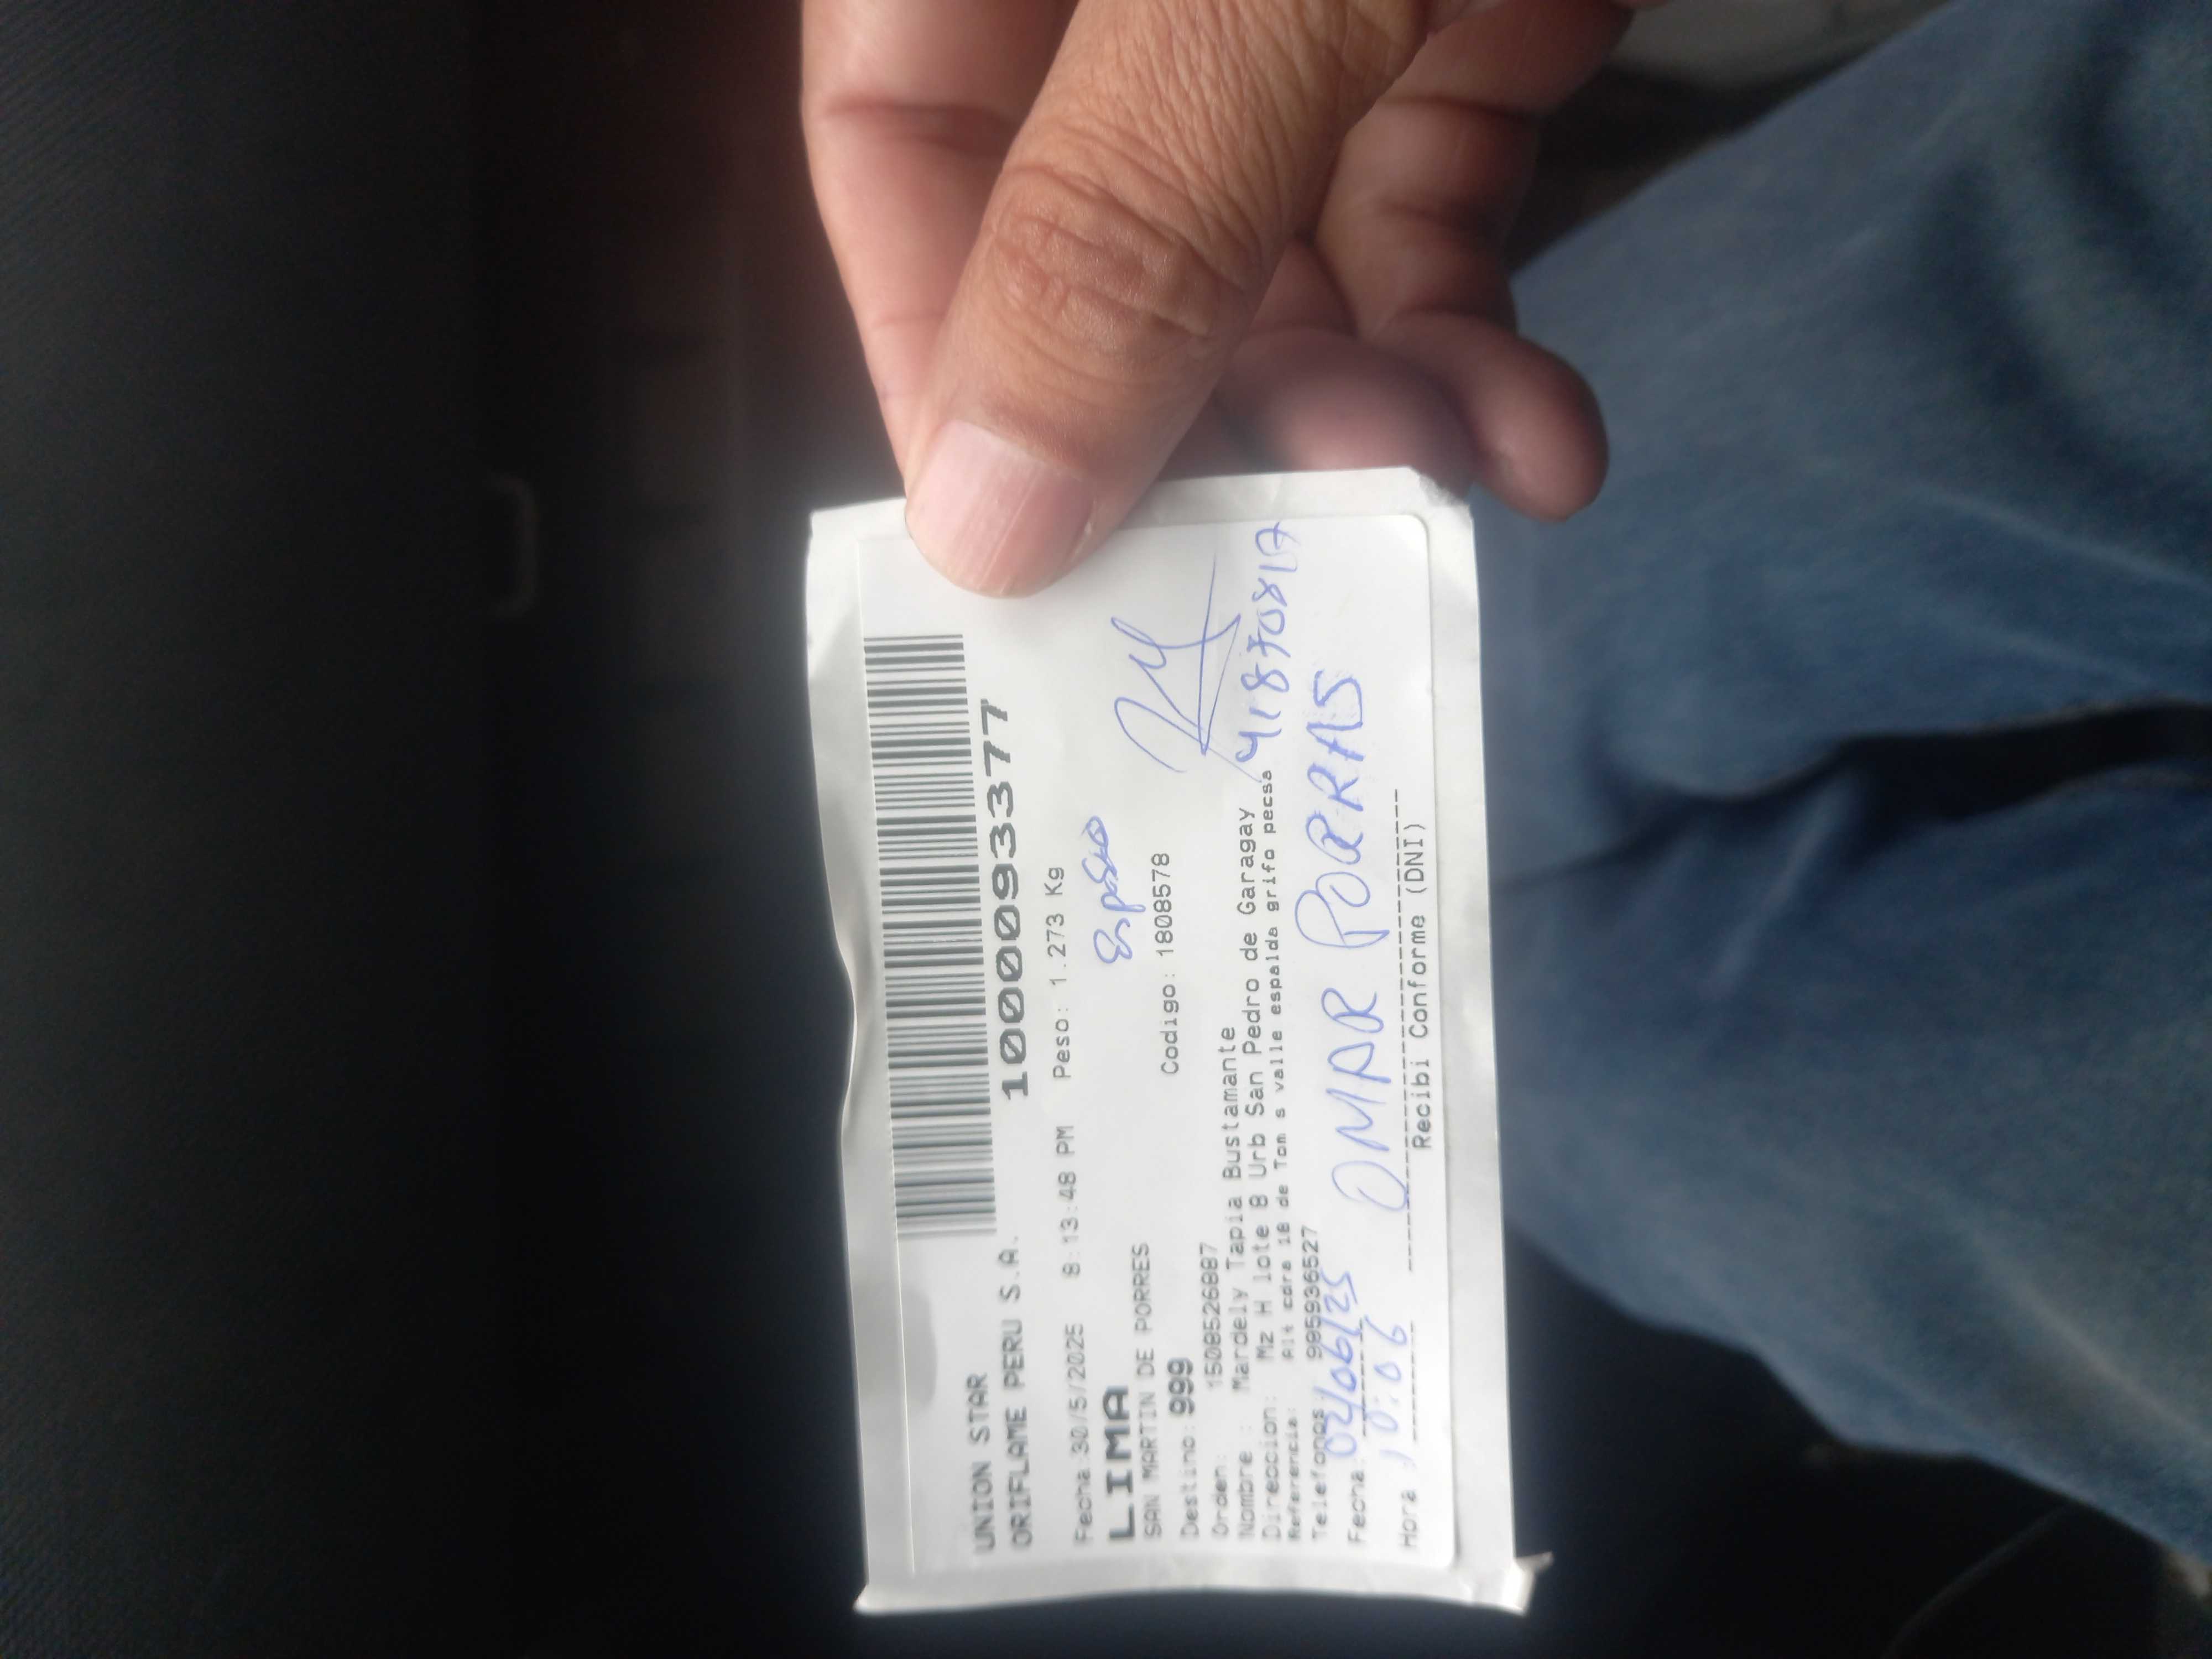 UNION STAR
ORIFLAME PERU S.A.
10000093377
Fecha:30/5/2025 8:13:48 PM Peso: 1.273 Kg
LIMA
Esposo
SAN MARTIN DE PORRES
Destino: 999 Codigo: 1808578
Orden: 1508526887
Nombre : Mardely Tapia Bustamante
Direccion: Mz H lote 8 Urb San Pedro de Garagay
Referencia: Alt cdra 18 de Tom s valle espalda grifo pecsa
41870817
Telefonos: 985936527
Fecha: 02/06/25 OMAR PORRAS
Hora 10:06
Recibi Conforme (DNI)